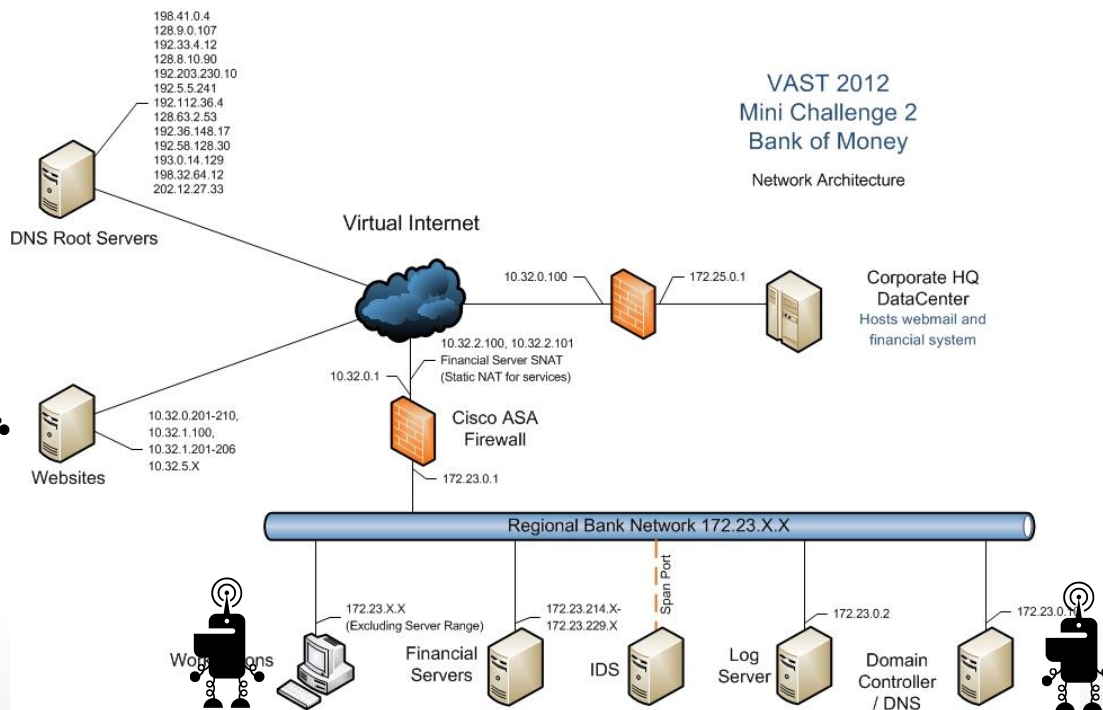 198.41.0.4
128.9.0.107
192.33.4.12
128.8.10.90
192.203.230.10
192.5.5.241
192.112.36.4
128.63.2.53
192.36.148.17
192.58.128.30
193.0.14.129
198.32.64.12
202.12.27.33
DNS Root Servers
VAST 2012
Mini Challenge 2
Bank of Money
Network Architecture
Virtual Internet
10.32.0.100
172.25.0.1
Corporate HQ
DataCenter
Hosts webmail and
financial system
10.32.2.100, 10.32.2.101
Financial Server SNAT
(Static NAT for services)
10.32.0.1
Cisco ASA
Firewall
172.23.0.1
10.32.0.201-210,
10.32.1.100,
10.32.1.201-206
10.32.5.X
Websites
Regional Bank Network 172.23.X.X
172.23.X.X
(Excluding Server Range)
172.23.214.X-
172.23.229.X
Financial
Servers
Span Port
IDS
172.23.0.2
Log
Server
Domain
Controller
/ DNS